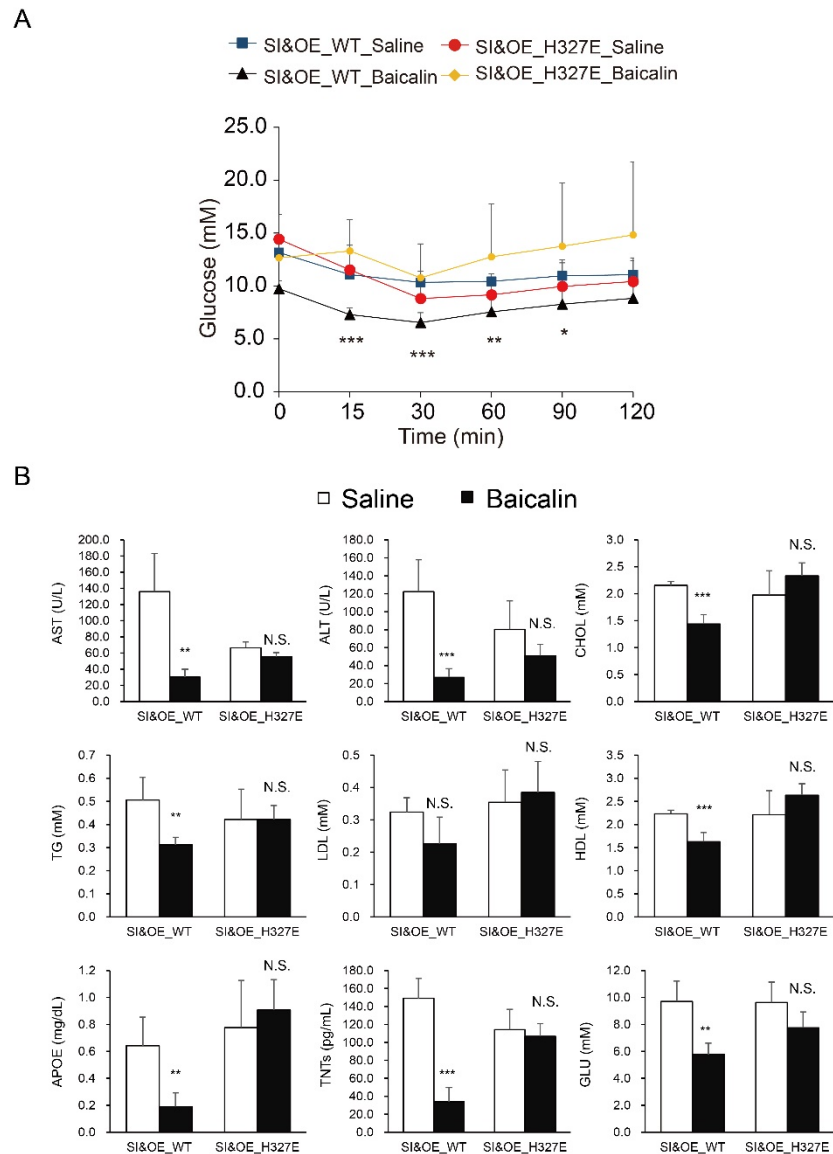 A
SI&OE_WT_Saline SI&OE_H327E_Saline
SI&OE_WT_Baicalin SI&OE_H327E_Baicalin
Glucose (mM)
25.0
20.0
15.0
10.0
5.0
0.0
*** *** ** *
0 15 30 60 90 120
Time (min)
B
Saline Baicalin
AST (U/L)
200.0
180.0
160.0
140.0
120.0
100.0
80.0
60.0
40.0
20.0
0.0
**
N.S.
SI&OE_WT SI&OE_H327E
ALT (U/L)
180.0
160.0
140.0
120.0
100.0
80.0
60.0
40.0
20.0
0.0
***
N.S.
SI&OE_WT SI&OE_H327E
CHOL (mM)
3.0
2.5
2.0
1.5
1.0
0.5
0.0
***
N.S.
SI&OE_WT SI&OE_H327E
TG (mM)
0.7
0.6
0.5
0.4
0.3
0.2
0.1
0.0
**
N.S.
SI&OE_WT SI&OE_H327E
LDL (mM)
0.5
0.4
0.3
0.2
0.1
0.0
N.S.
N.S.
SI&OE_WT SI&OE_H327E
HDL (mM)
3.5
3.0
2.5
2.0
1.5
1.0
0.5
0.0
***
N.S.
SI&OE_WT SI&OE_H327E
APOE (mg/dL)
1.2
1.0
0.8
0.6
0.4
0.2
0.0
**
N.S.
SI&OE_WT SI&OE_H327E
TNTs (pg/mL)
180.0
160.0
140.0
120.0
100.0
80.0
60.0
40.0
20.0
0.0
***
N.S.
SI&OE_WT SI&OE_H327E
GLU (mM)
12.0
10.0
8.0
6.0
4.0
2.0
0.0
**
N.S.
SI&OE_WT SI&OE_H327E